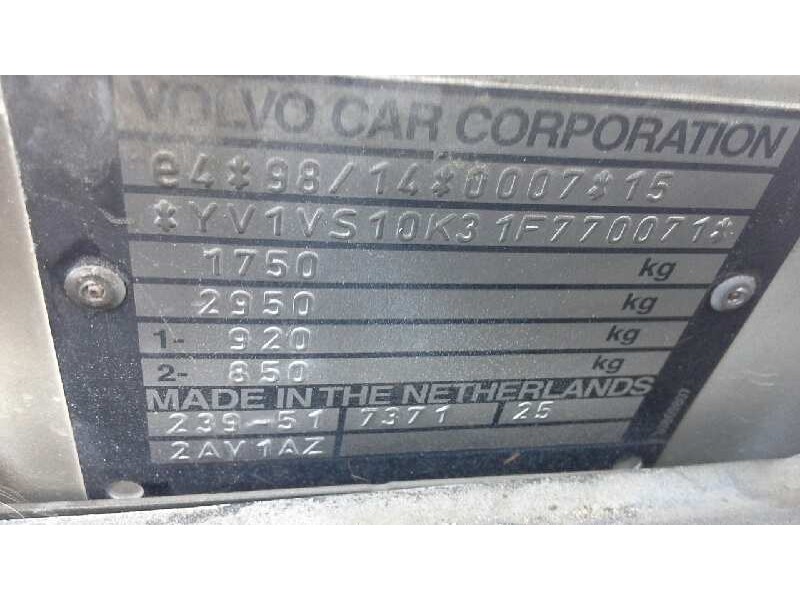 VOLVO CAR CORPORATION
e4*98/14*0007*15
*YV1VS10K31F770071*
1750 kg
2950 kg
1- 920 kg
2- 850 kg
MADE IN THE NETHERLANDS
239-51 7371 25
2AY1AZ